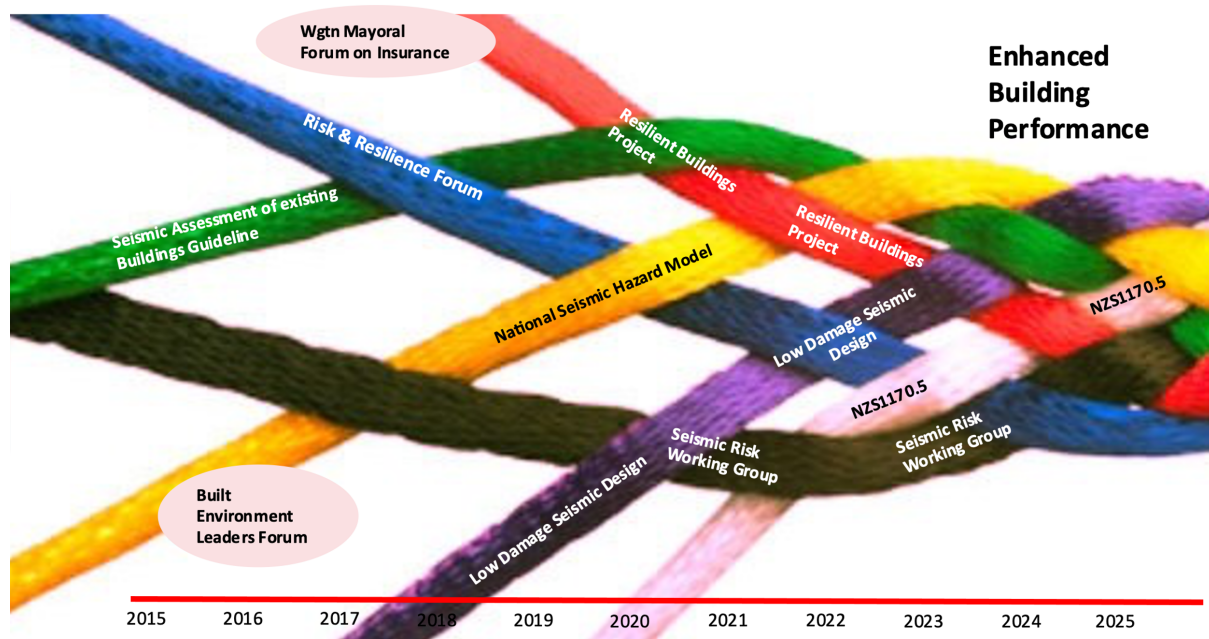 Wgtn Mayoral
Forum on Insurance
Enhanced
Building
Performance
Risk & Resilience Forum
Resilient Buildings
Project
Seismic Assessment of existing
Buildings Guideline
Resilient Buildings
Project
National Seismic Hazard Model
NZS1170.5
Low Damage Seismic
Design
NZS1170.5
Seismic Risk
Working Group
Seismic Risk
Working Group
Low Damage Seismic Design
Built
Environment
Leaders Forum
2015 2016 2017 2018 2019 2020 2021 2022 2023 2024 2025